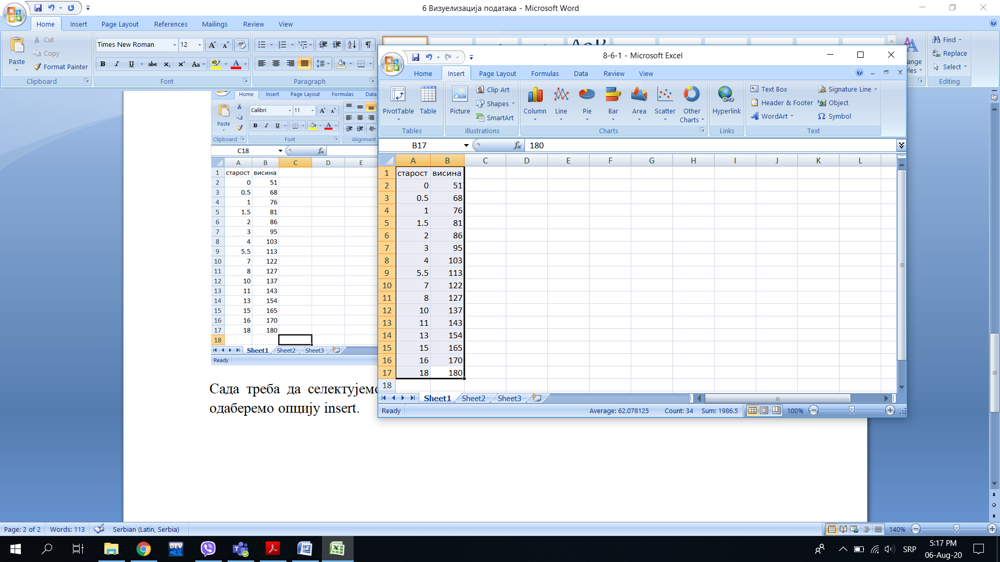 6 Визуелизација података - Microsoft Word
Home Insert Page Layout References Mailings Review View
Paste
Cut
Copy
Format Painter
Clipboard
Times New Roman 12
Font
Paragraph
Find
Replace
Select
Editing
Home Insert Page Layout Formulas Data
Paste
Calibri 11
Clipboard Font Alignment
C18
A B C D E
1 старост висина
2 0 51
3 0.5 68
4 1 76
5 1.5 81
6 2 86
7 3 95
8 4 103
9 5.5 113
10 7 122
11 8 127
12 10 137
13 11 143
14 13 154
15 15 165
16 16 170
17 18 180
18
Sheet1 Sheet2 Sheet3
Ready
Сада треба да селектујемо
одаберемо опцију insert.
8-6-1 - Microsoft Excel
Home Insert Page Layout Formulas Data Review View
PivotTable Table
Tables
Picture
Clip Art
Shapes
SmartArt
Illustrations
Column Line Pie Bar Area Scatter Other Charts
Charts
Hyperlink
Links
Text Box
Header & Footer
WordArt
Signature Line
Object
Symbol
Text
B17 fx 180
A B C D E F G H I J K L
1 старост висина
2 0 51
3 0.5 68
4 1 76
5 1.5 81
6 2 86
7 3 95
8 4 103
9 5.5 113
10 7 122
11 8 127
12 10 137
13 11 143
14 13 154
15 15 165
16 16 170
17 18 180
18
Sheet1 Sheet2 Sheet3
Ready Average: 62.078125 Count: 34 Sum: 1986.5 100%
Page: 2 of 2 Words: 113 Serbian (Latin, Serbia) 140%
DEV SRP 5:17 PM
06-Aug-20